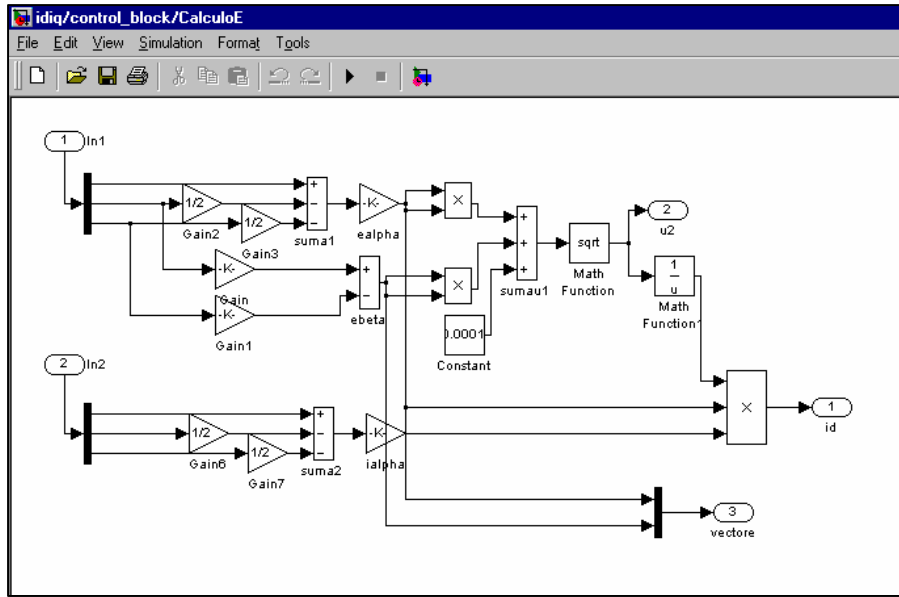 idiq/control_block/CalculoE
File Edit View Simulation Format Tools
1
In1
1/2
Gain2
1/2
Gain3
+
−
−
suma1
-K-
ealpha
×
-K-
Gain
-K-
Gain1
+
−
ebeta
×
0.0001
Constant
+
+
+
sumau1
sqrt
Math
Function
2
u2
1
u
Math
Function1
2
In2
1/2
Gain6
1/2
Gain7
+
−
−
suma2
-K-
ialpha
×
1
id
3
vectore